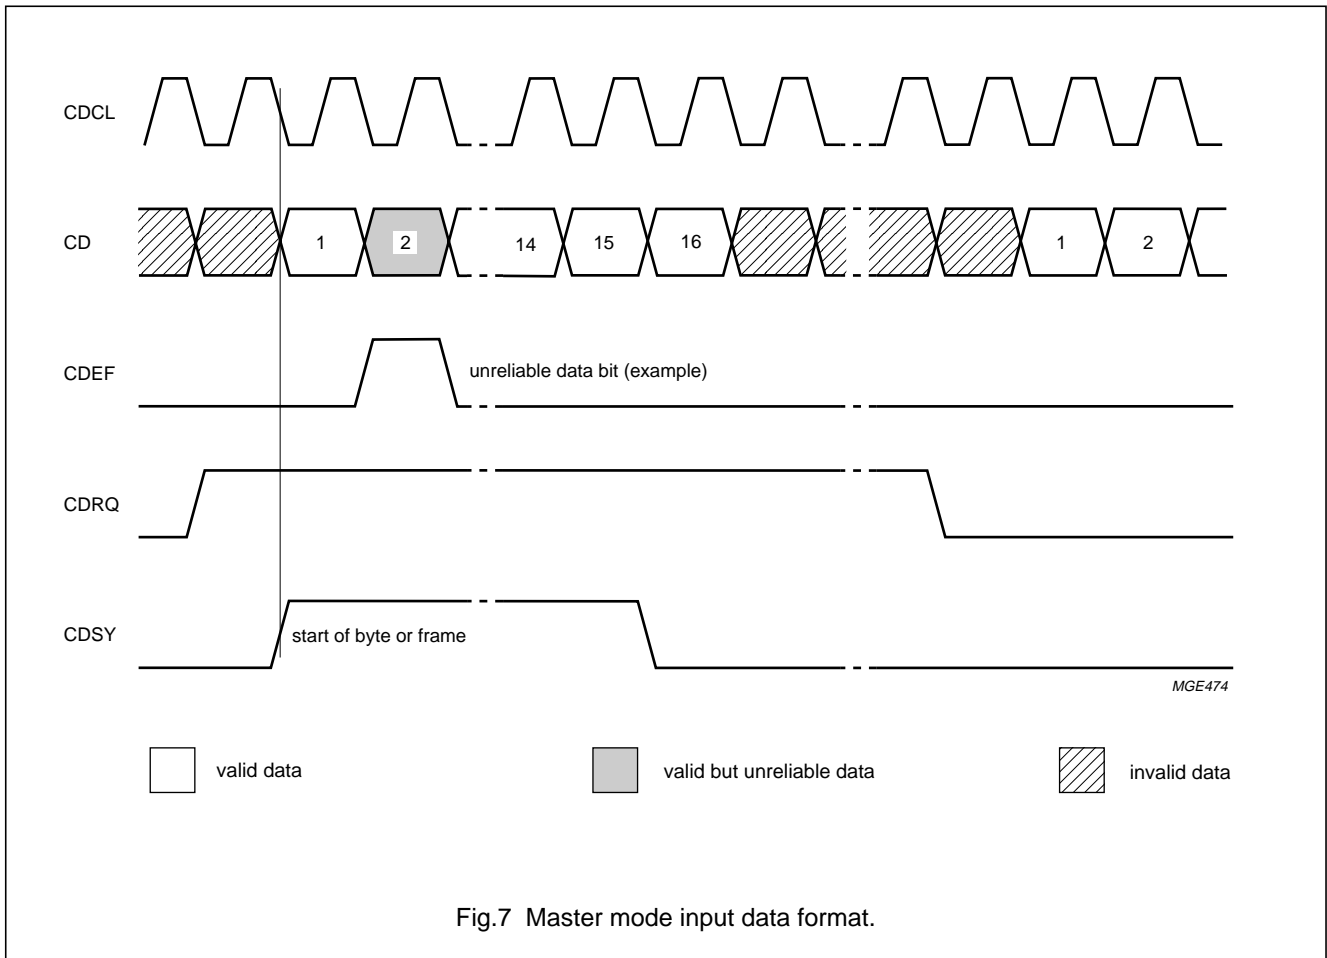 CDCL
CD
1
2
14
15
16
1
2
CDEF
unreliable data bit (example)
CDRQ
CDSY
start of byte or frame
MGE474
valid data
valid but unreliable data
invalid data
Fig.7 Master mode input data format.